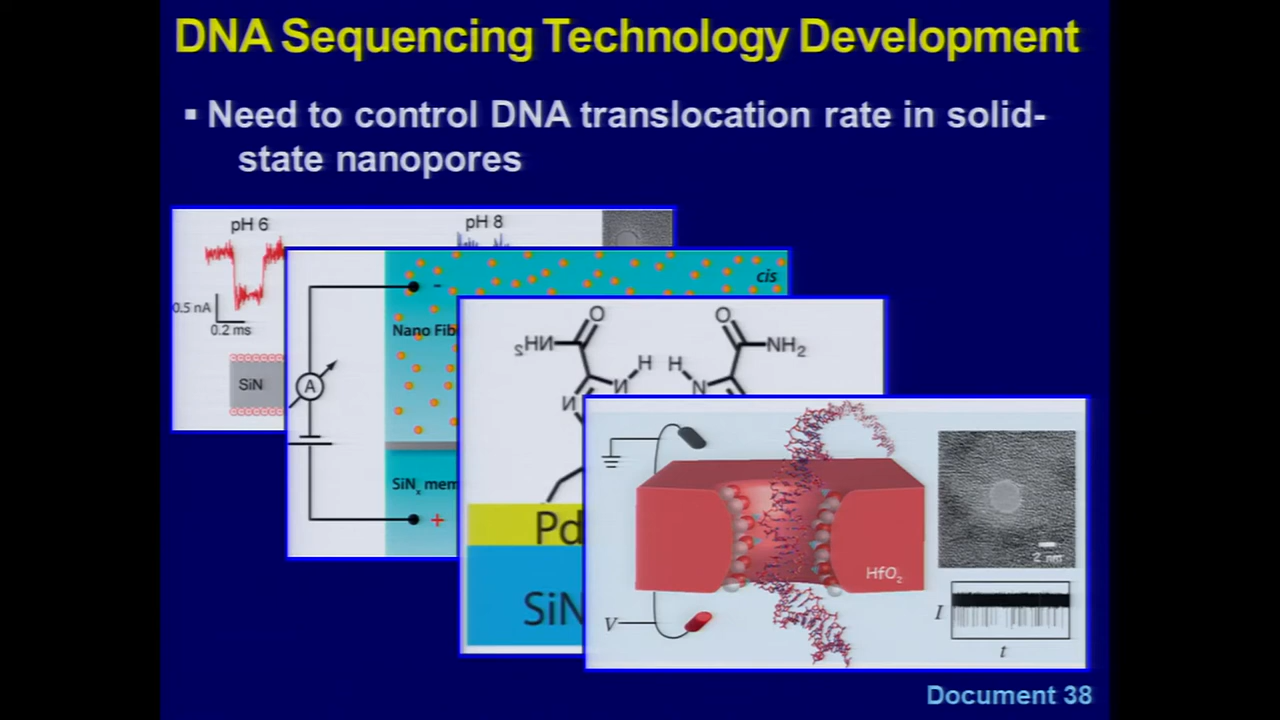 DNA Sequencing Technology Development
▪ Need to control DNA translocation rate in solid-
state nanopores
pH 6
pH 8
0.5 nA
0.2 ms
SiN
cis
-
Nano Fib
A
SiNx mem
+
O
O
H2N
NH2
H
H
N
N
N
Pd
SiN
HfO2
V
2 nm
I
t
Document 38